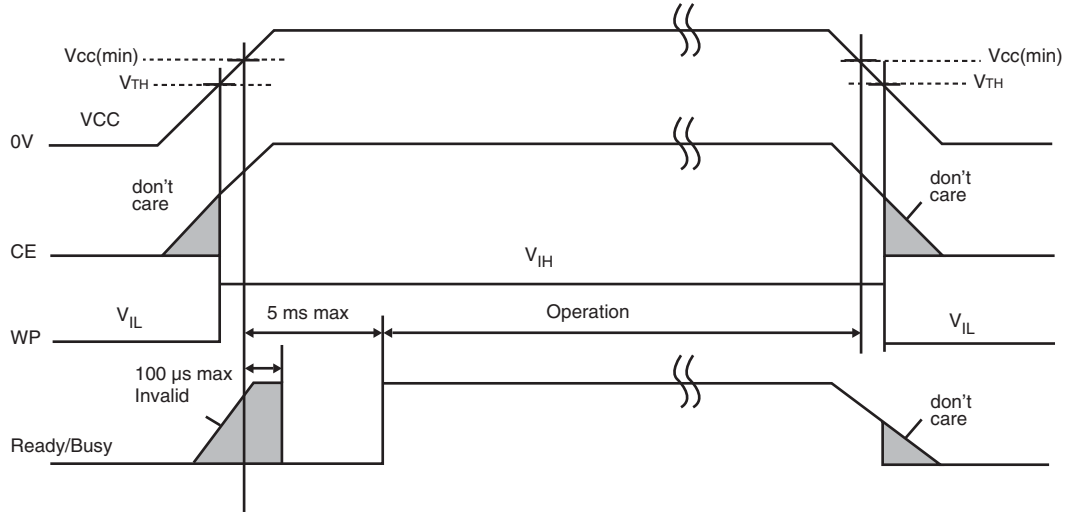 Vcc(min)
Vcc(min)
VTH
VTH
VCC
0V
don't
care
don't
care
CE
VIH
VIL
5 ms max
Operation
VIL
WP
100 µs max
Invalid
don't
care
Ready/Busy